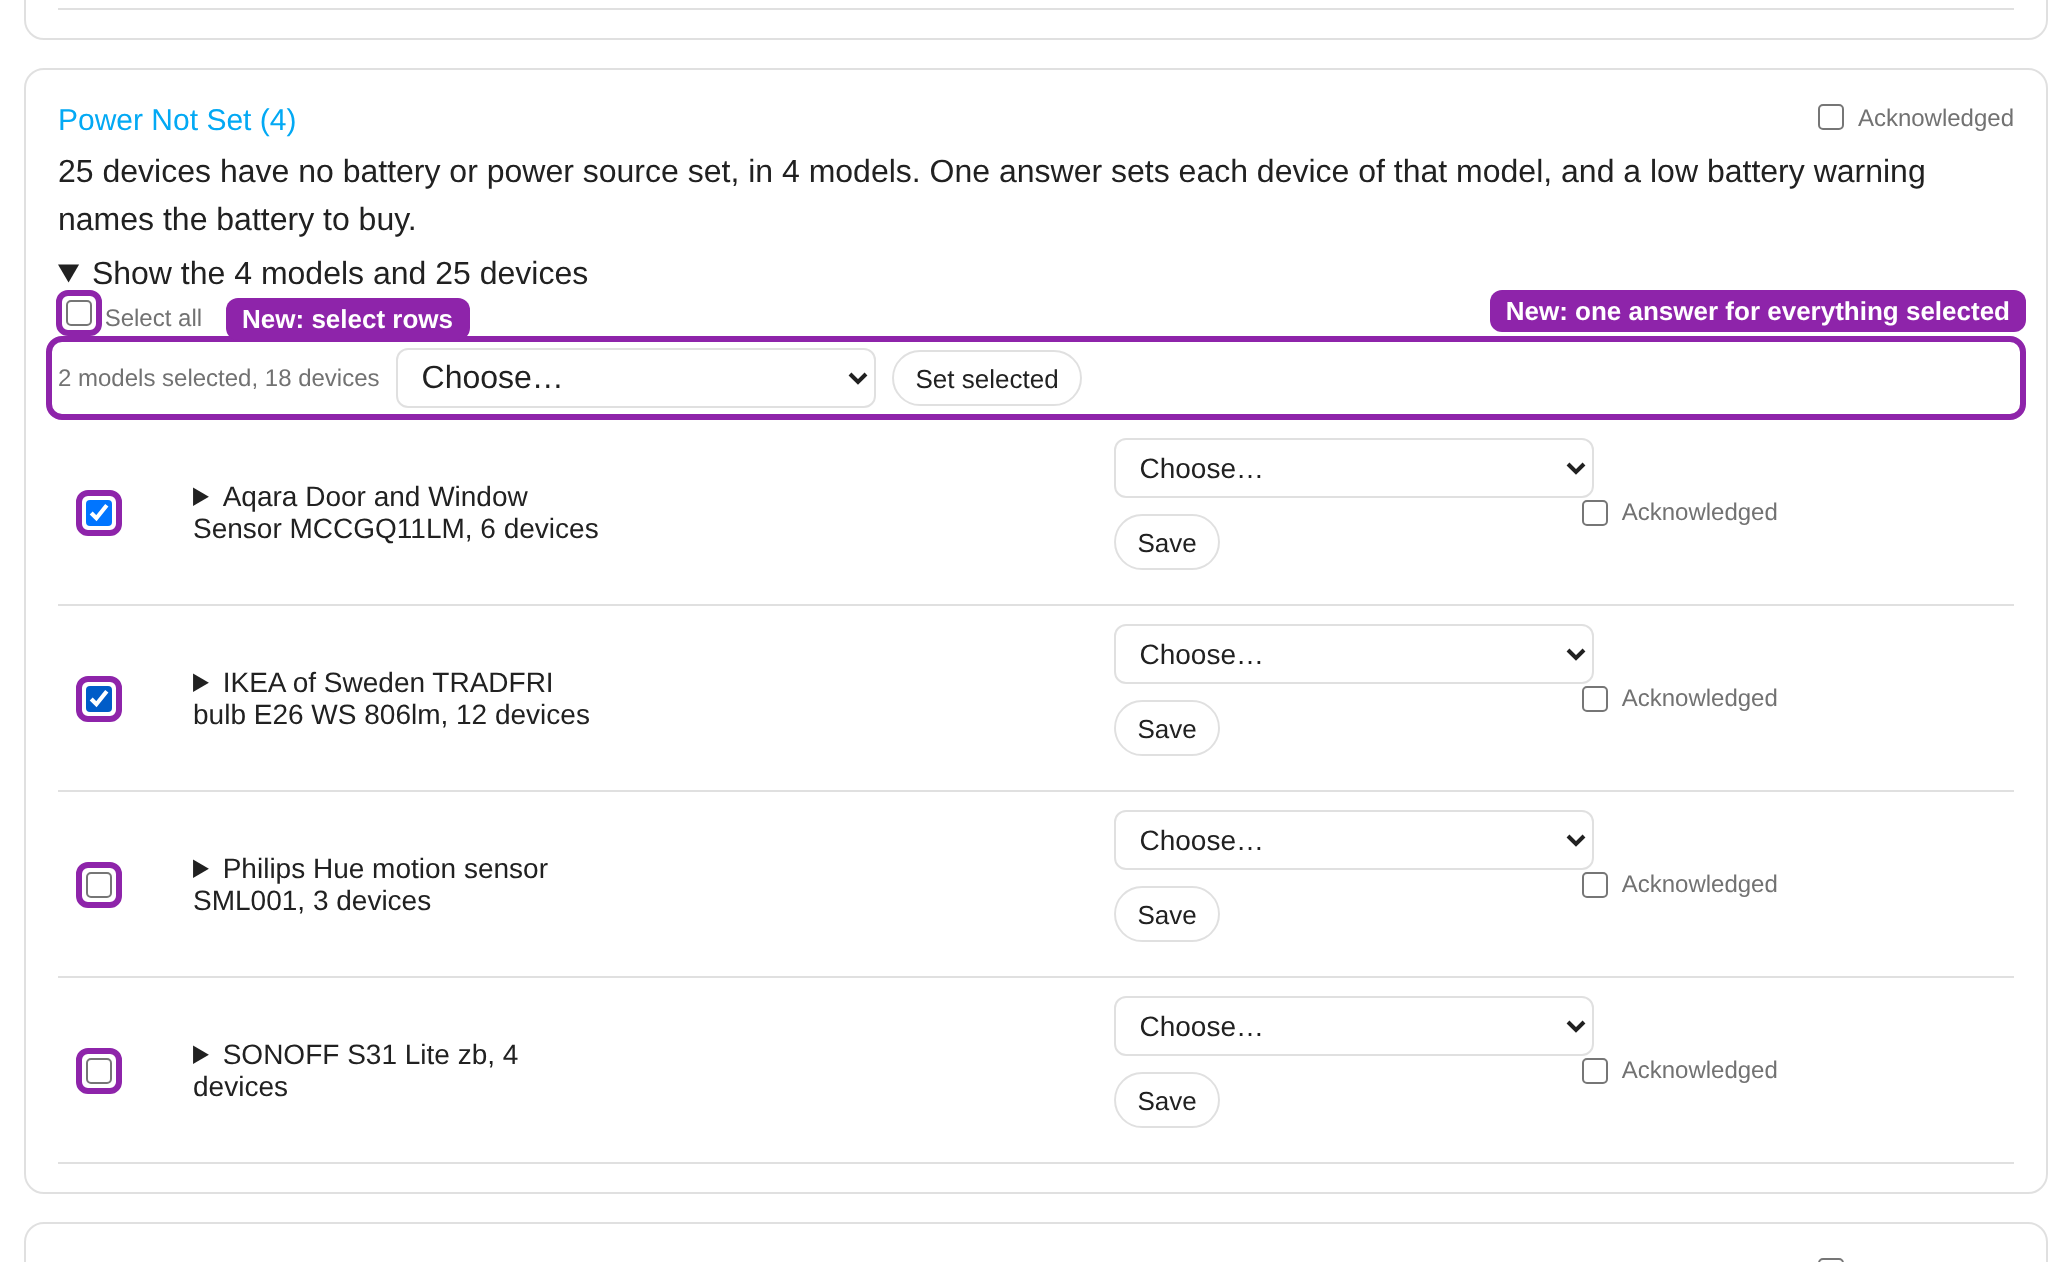 Power Not Set (4)
Acknowledged
25 devices have no battery or power source set, in 4 models. One answer sets each device of that model, and a low battery warning
names the battery to buy.
Show the 4 models and 25 devices
Select all
New: select rows
New: one answer for everything selected
2 models selected, 18 devices
Choose…
Set selected
Aqara Door and Window
Sensor MCCGQ11LM, 6 devices
Choose…
Save
Acknowledged
IKEA of Sweden TRADFRI
bulb E26 WS 806lm, 12 devices
Choose…
Save
Acknowledged
Philips Hue motion sensor
SML001, 3 devices
Choose…
Save
Acknowledged
SONOFF S31 Lite zb, 4
devices
Choose…
Save
Acknowledged